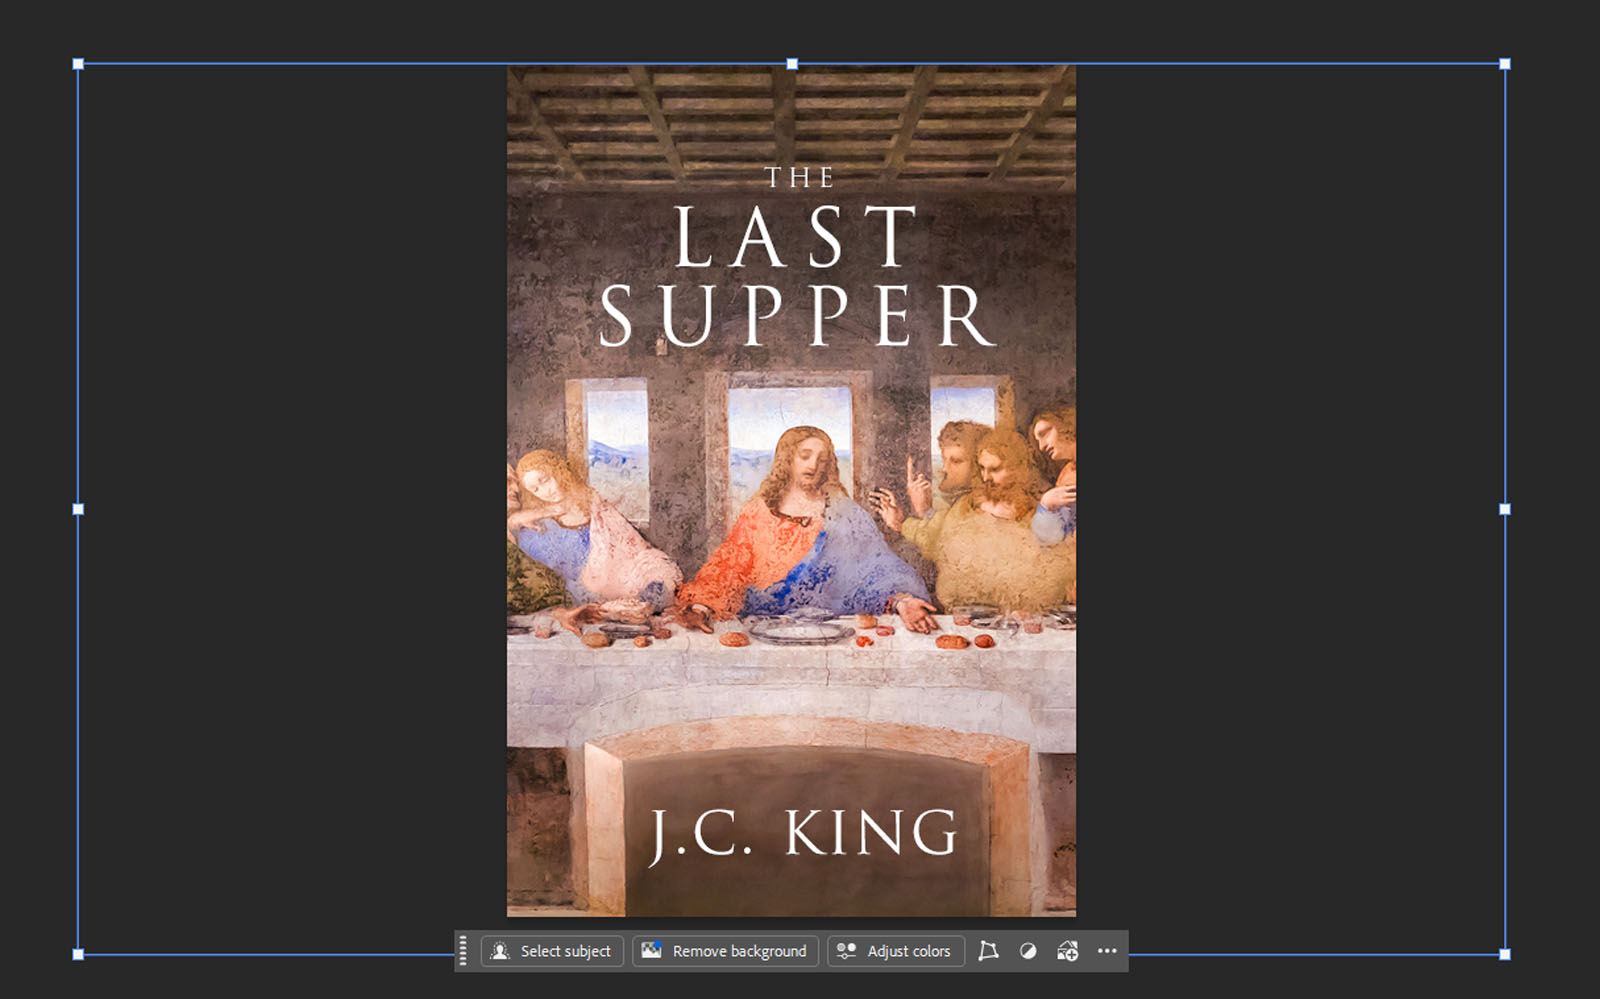 THE
LAST
SUPPER
J.C. KING
Select subject
Remove background
Adjust colors